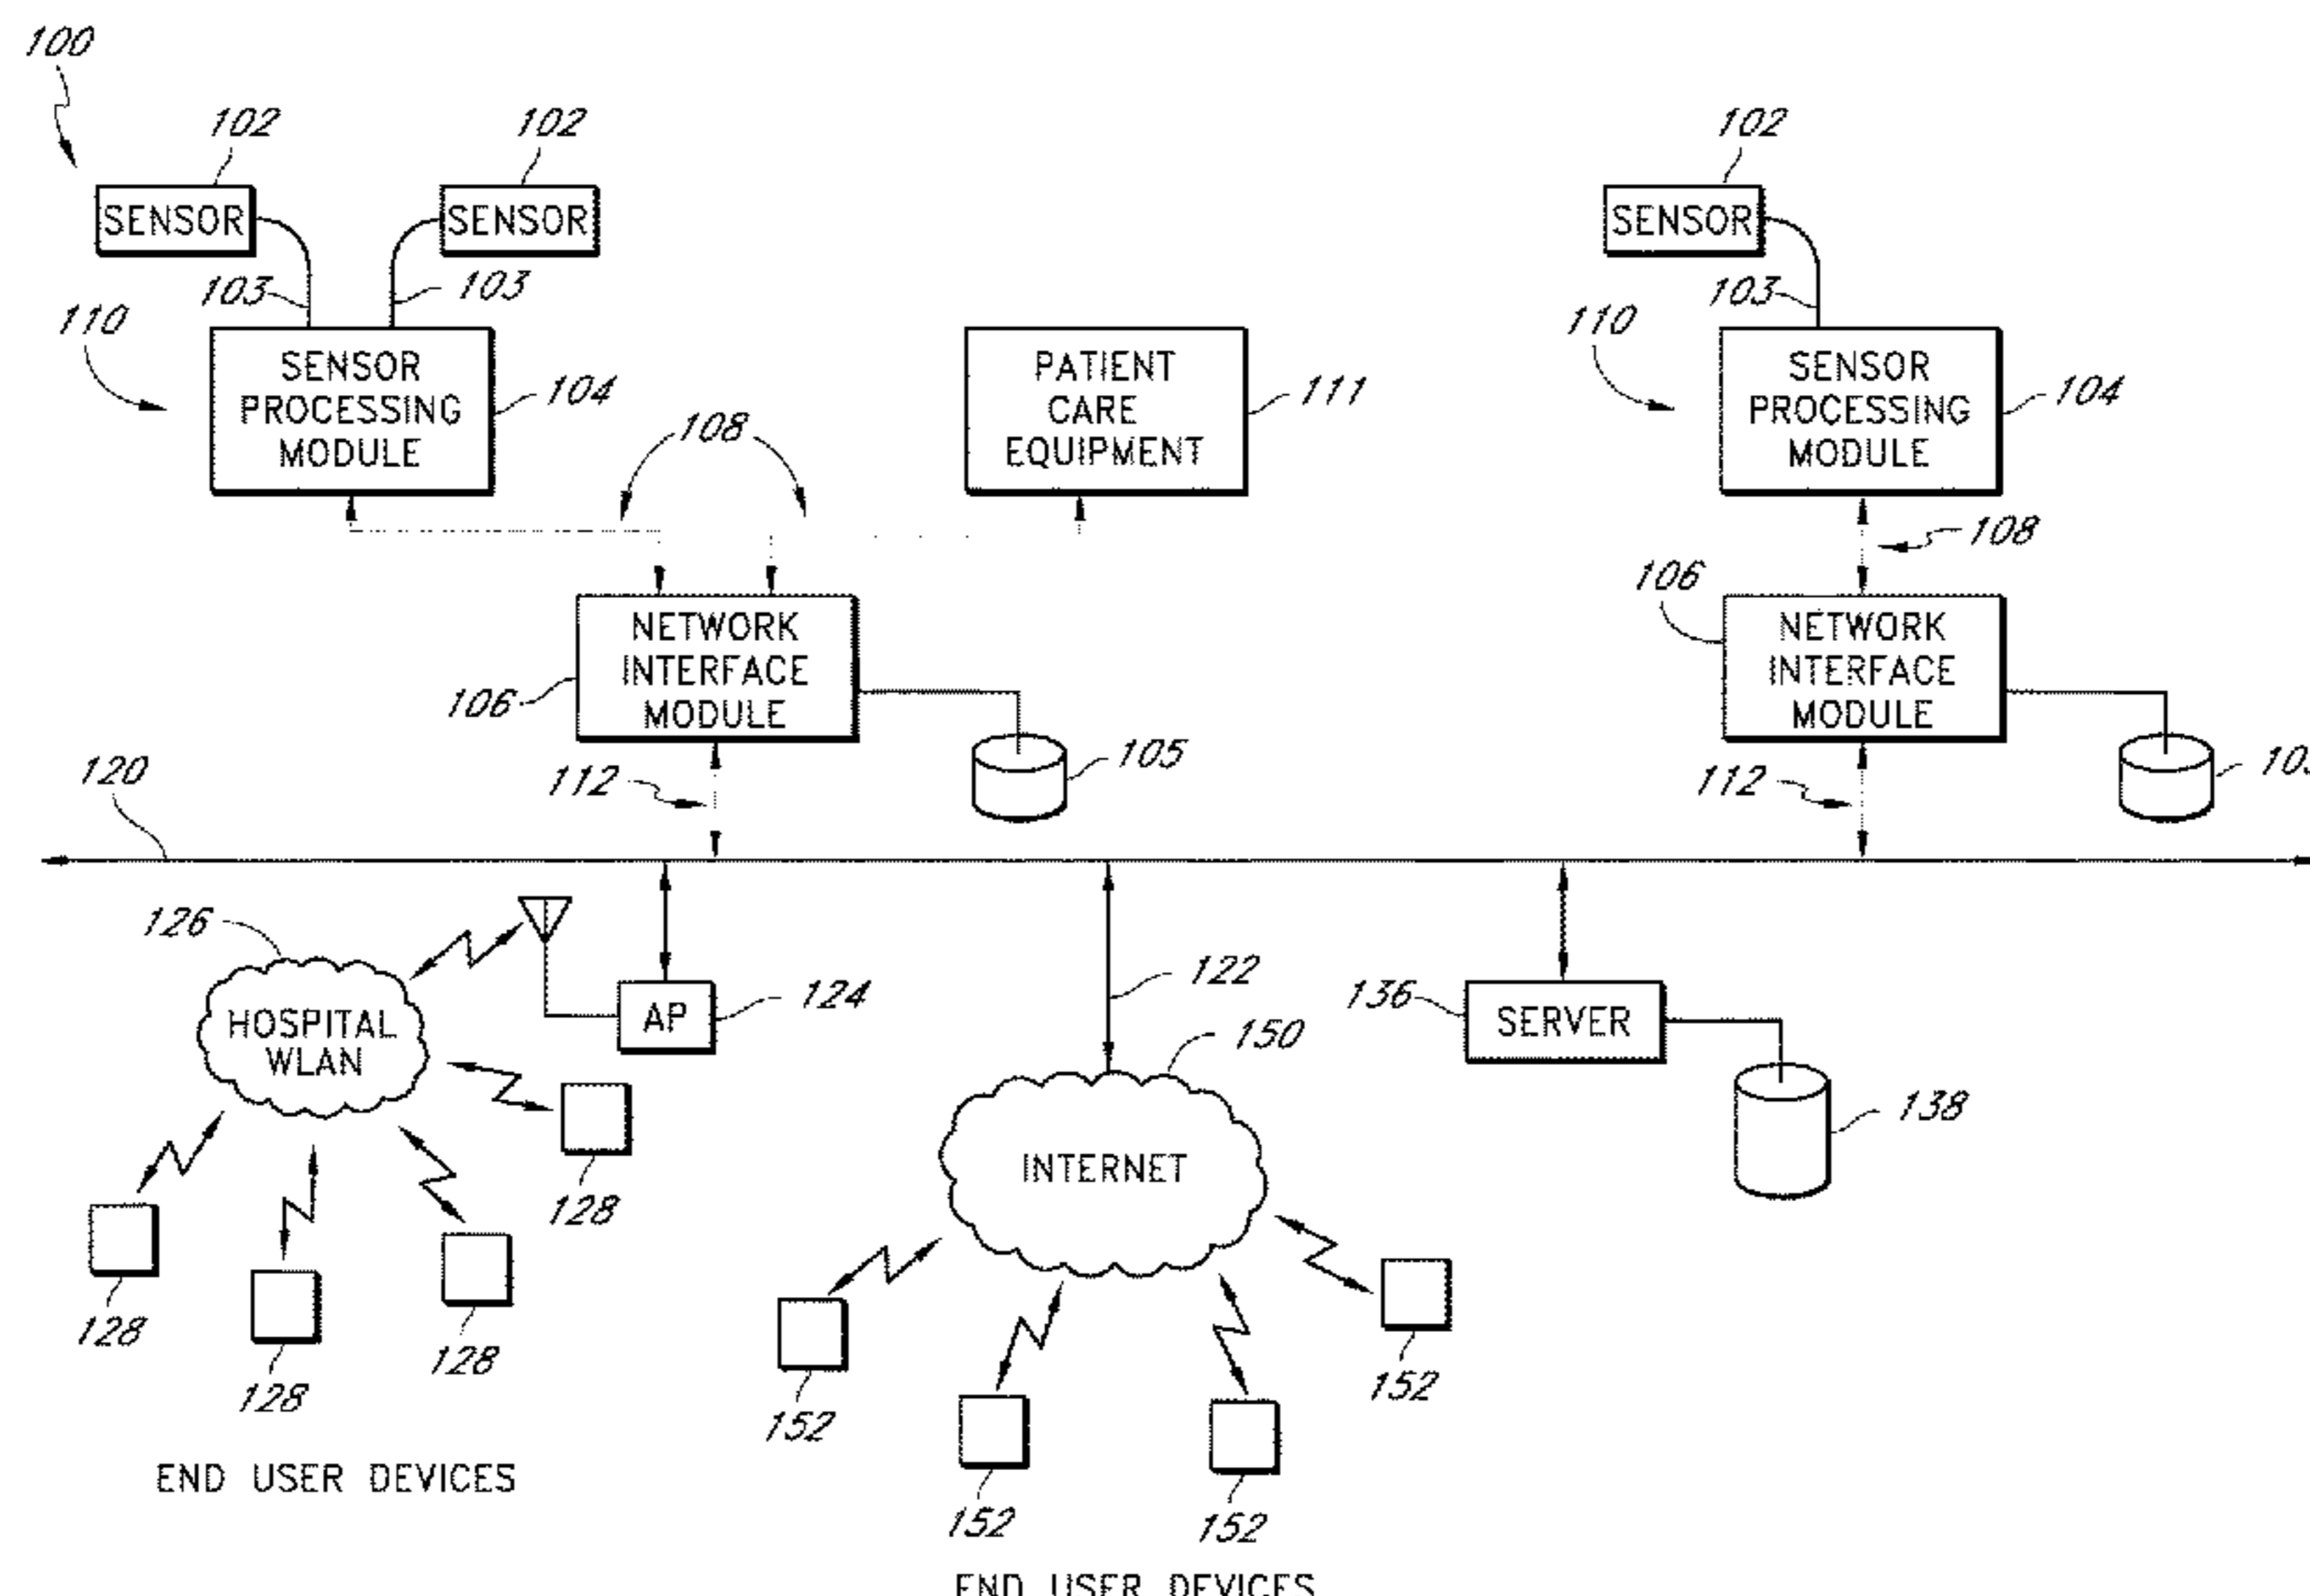 100
102
102
102
SENSOR
SENSOR
SENSOR
103
103
103
110
110
SENSOR
PROCESSING
MODULE
104
108
PATIENT
CARE
EQUIPMENT
111
SENSOR
PROCESSING
MODULE
104
108
106
NETWORK
INTERFACE
MODULE
106
NETWORK
INTERFACE
MODULE
105
112
120
112
126
HOSPITAL
WLAN
AP
124
122
150
136
SERVER
138
INTERNET
128
128
128
128
152
152
152
152
END USER DEVICES
END USER DEVICES